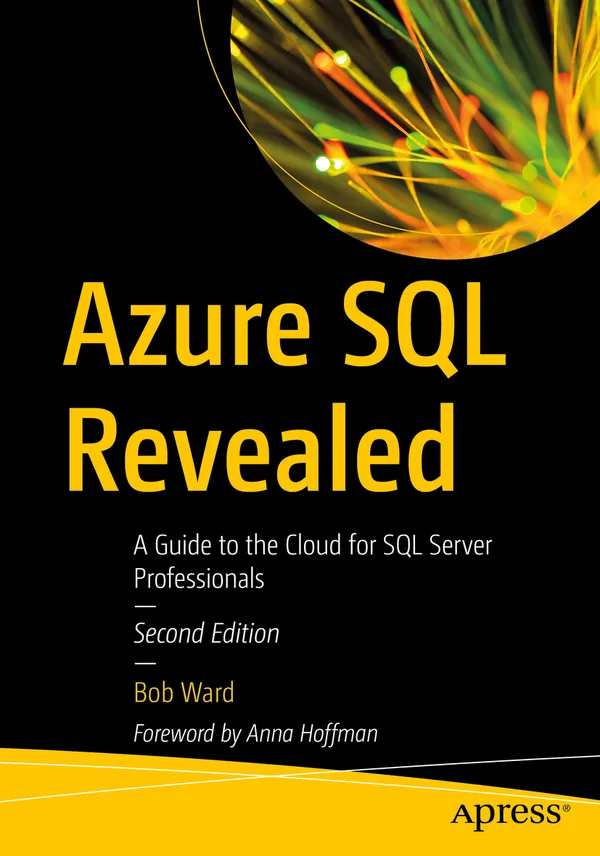 Azure SQL
Revealed
A Guide to the Cloud for SQL Server
Professionals
—
Second Edition
—
Bob Ward
Foreword by Anna Hoffman
Apress®